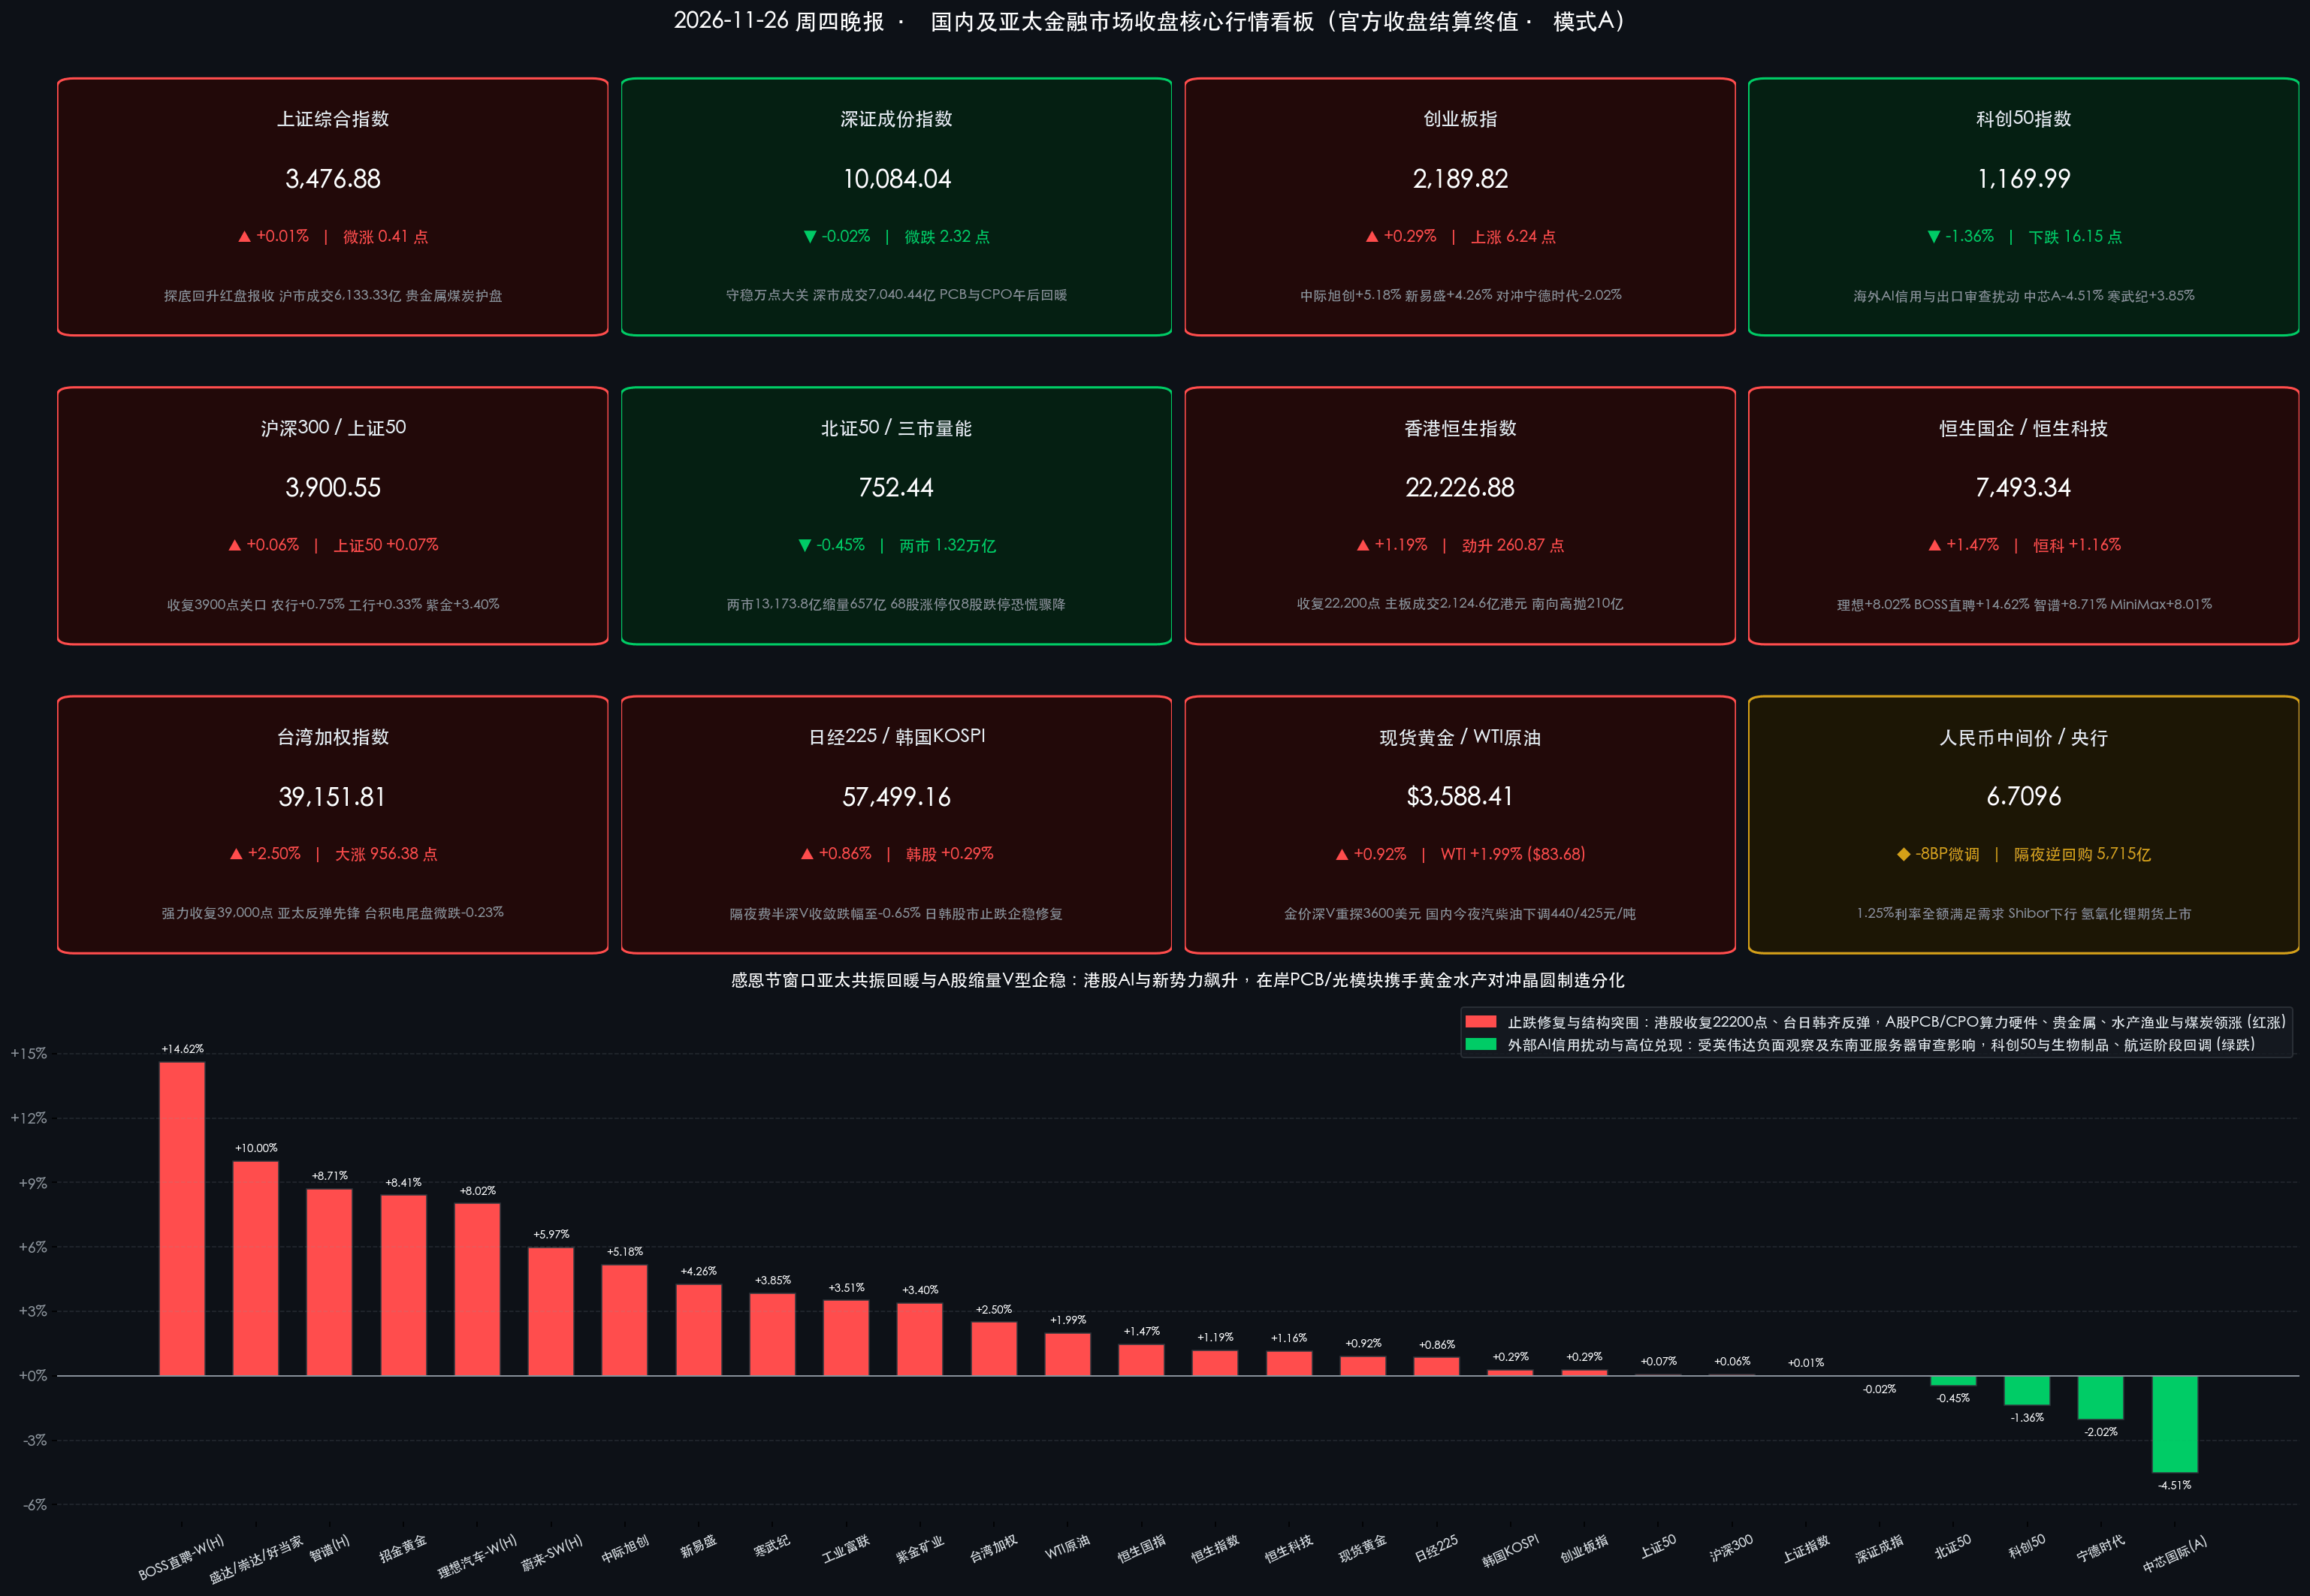 2026-11-26 周四晚报 · 国内及亚太金融市场收盘核心行情看板（官方收盘结算终值 · 模式A）
上证综合指数
3,476.88
▲ +0.01% | 微涨 0.41 点
探底回升红盘报收 沪市成交6,133.33亿 贵金属煤炭护盘
深证成份指数
10,084.04
▼ -0.02% | 微跌 2.32 点
守稳万点大关 深市成交7,040.44亿 PCB与CPO午后回暖
创业板指
2,189.82
▲ +0.29% | 上涨 6.24 点
中际旭创+5.18% 新易盛+4.26% 对冲宁德时代-2.02%
科创50指数
1,169.99
▼ -1.36% | 下跌 16.15 点
海外AI信用与出口审查扰动 中芯A-4.51% 寒武纪+3.85%
沪深300 / 上证50
3,900.55
▲ +0.06% | 上证50 +0.07%
收复3900点关口 农行+0.75% 工行+0.33% 紫金+3.40%
北证50 / 三市量能
752.44
▼ -0.45% | 两市 1.32万亿
两市13,173.8亿缩量657亿 68股涨停仅8股跌停恐慌骤降
香港恒生指数
22,226.88
▲ +1.19% | 劲升 260.87 点
收复22,200点 主板成交2,124.6亿港元 南向高抛210亿
恒生国企 / 恒生科技
7,493.34
▲ +1.47% | 恒科 +1.16%
理想+8.02% BOSS直聘+14.62% 智谱+8.71% MiniMax+8.01%
台湾加权指数
39,151.81
▲ +2.50% | 大涨 956.38 点
强力收复39,000点 亚太反弹先锋 台积电尾盘微跌-0.23%
日经225 / 韩国KOSPI
57,499.16
▲ +0.86% | 韩股 +0.29%
隔夜费半深V收敛跌幅至-0.65% 日韩股市止跌企稳修复
现货黄金 / WTI原油
$3,588.41
▲ +0.92% | WTI +1.99% ($83.68)
金价深V重探3600美元 国内今夜汽柴油下调440/425元/吨
人民币中间价 / 央行
6.7096
◆ -8BP微调 | 隔夜逆回购 5,715亿
1.25%利率全额满足需求 Shibor下行 氢氧化锂期货上市
感恩节窗口亚太共振回暖与A股缩量V型企稳：港股AI与新势力飙升，在岸PCB/光模块携手黄金水产对冲晶圆制造分化
止跌修复与结构突围：港股收复22200点、台日韩齐反弹，A股PCB/CPO算力硬件、贵金属、水产渔业与煤炭领涨 (红涨)
外部AI信用扰动与高位兑现：受英伟达负面观察及东南亚服务器审查影响，科创50与生物制品、航运阶段回调 (绿跌)
+15%
+12%
+9%
+6%
+3%
+0%
-3%
-6%
+14.62%
+10.00%
+8.71%
+8.41%
+8.02%
+5.97%
+5.18%
+4.26%
+3.85%
+3.51%
+3.40%
+2.50%
+1.99%
+1.47%
+1.19%
+1.16%
+0.92%
+0.86%
+0.29%
+0.29%
+0.07%
+0.06%
+0.01%
-0.02%
-0.45%
-1.36%
-2.02%
-4.51%
BOSS直聘-W(H)
盛达/崇达/好当家
智谱(H)
招金黄金
理想汽车-W(H)
蔚来-SW(H)
中际旭创
新易盛
寒武纪
工业富联
紫金矿业
台湾加权
WTI原油
恒生国指
恒生指数
恒生科技
现货黄金
日经225
韩国KOSPI
创业板指
上证50
沪深300
上证指数
深证成指
北证50
科创50
宁德时代
中芯国际(A)